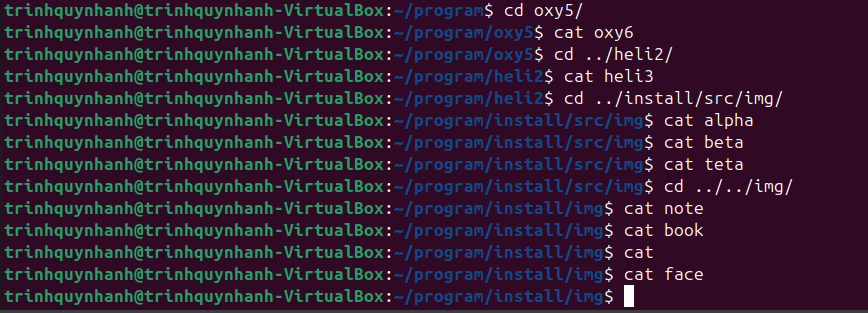 trinhquynhanh@trinhquynhanh-VirtualBox:~/program$ cd oxy5/
trinhquynhanh@trinhquynhanh-VirtualBox:~/program/oxy5$ cat oxy6
trinhquynhanh@trinhquynhanh-VirtualBox:~/program/oxy5$ cd ../heli2/
trinhquynhanh@trinhquynhanh-VirtualBox:~/program/heli2$ cat heli3
trinhquynhanh@trinhquynhanh-VirtualBox:~/program/heli2$ cd ../install/src/img/
trinhquynhanh@trinhquynhanh-VirtualBox:~/program/install/src/img$ cat alpha
trinhquynhanh@trinhquynhanh-VirtualBox:~/program/install/src/img$ cat beta
trinhquynhanh@trinhquynhanh-VirtualBox:~/program/install/src/img$ cat teta
trinhquynhanh@trinhquynhanh-VirtualBox:~/program/install/src/img$ cd ../../img/
trinhquynhanh@trinhquynhanh-VirtualBox:~/program/install/img$ cat note
trinhquynhanh@trinhquynhanh-VirtualBox:~/program/install/img$ cat book
trinhquynhanh@trinhquynhanh-VirtualBox:~/program/install/img$ cat
trinhquynhanh@trinhquynhanh-VirtualBox:~/program/install/img$ cat face
trinhquynhanh@trinhquynhanh-VirtualBox:~/program/install/img$